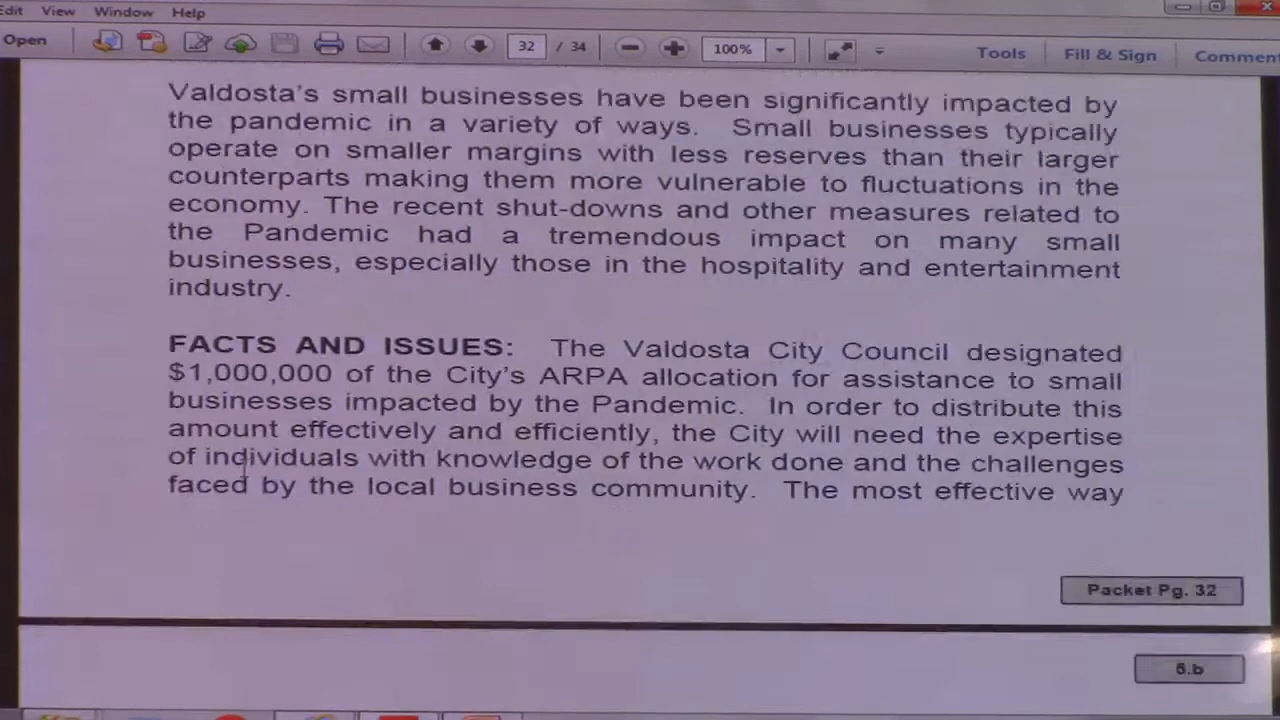 Edit View Window Help
Open 32 / 34 100% Tools Fill & Sign Comment
Valdosta's small businesses have been significantly impacted by
the pandemic in a variety of ways. Small businesses typically
operate on smaller margins with less reserves than their larger
counterparts making them more vulnerable to fluctuations in the
economy. The recent shut-downs and other measures related to
the Pandemic had a tremendous impact on many small
businesses, especially those in the hospitality and entertainment
industry.
FACTS AND ISSUES: The Valdosta City Council designated
$1,000,000 of the City's ARPA allocation for assistance to small
businesses impacted by the Pandemic. In order to distribute this
amount effectively and efficiently, the City will need the expertise
of individuals with knowledge of the work done and the challenges
faced by the local business community. The most effective way
Packet Pg. 32